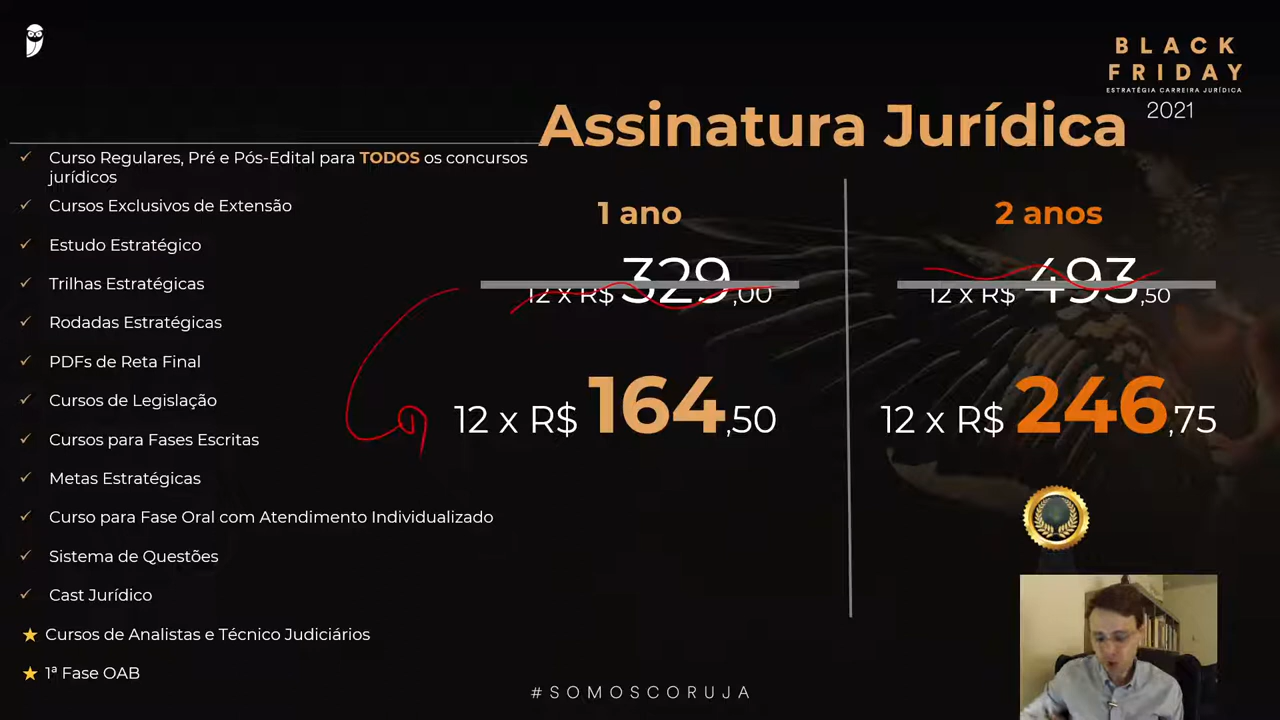 BLACK
FRIDAY
ESTRATÉGIA CARREIRA JURÍDICA
2021
Assinatura Jurídica
Curso Regulares, Pré e Pós-Edital para TODOS os concursos
jurídicos
Cursos Exclusivos de Extensão
Estudo Estratégico
Trilhas Estratégicas
Rodadas Estratégicas
PDFs de Reta Final
Cursos de Legislação
Cursos para Fases Escritas
Metas Estratégicas
Curso para Fase Oral com Atendimento Individualizado
Sistema de Questões
Cast Jurídico
Cursos de Analistas e Técnico Judiciários
1ª Fase OAB
1 ano
12 x R$ 329,00
12 x R$ 164,50
2 anos
12 x R$ 493,50
12 x R$ 246,75
#SOMOSCORUJA